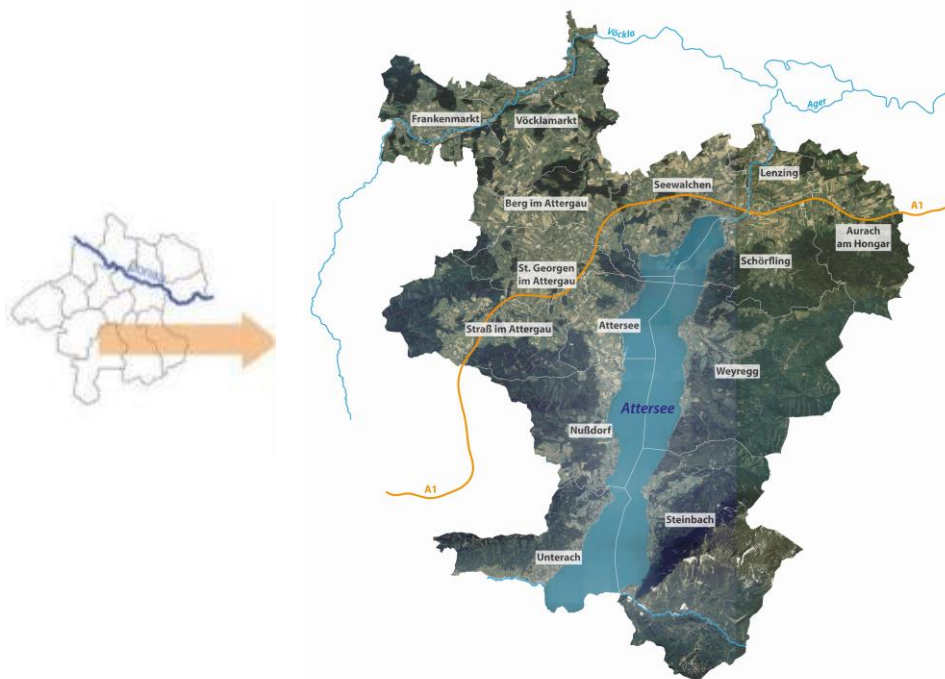 Vöckla
Ager
Frankenmarkt
Vöcklamarkt
Lenzing
Seewalchen
Berg im Attergau
A1
Aurach
am Hongar
Schörfling
St. Georgen
im Attergau
Donau
Attersee
Straß im Attergau
Weyregg
Attersee
Nußdorf
A1
Steinbach
Unterach